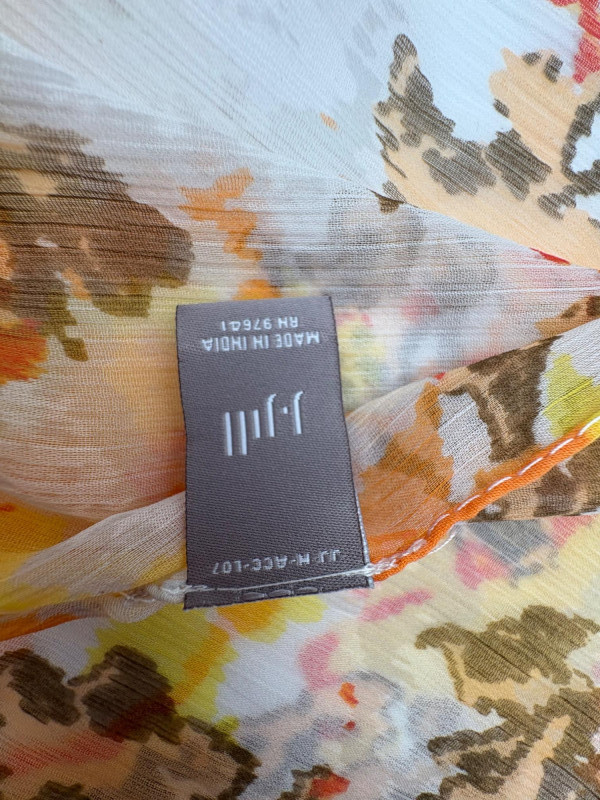 JJ M-ACC-L07
J.Jill
MADE IN INDIA
RN 97641